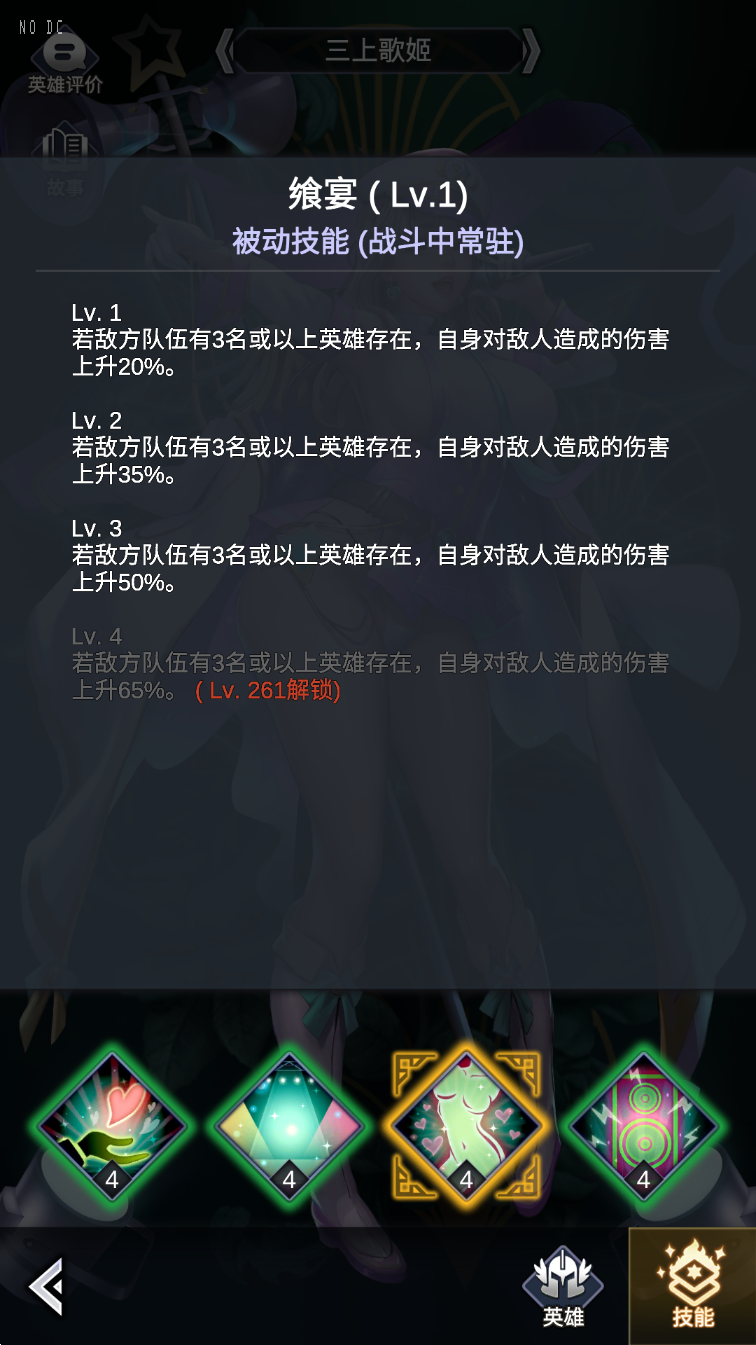 NO DC
三上歌姬
英雄评价
故事
飨宴 ( Lv.1)
被动技能 (战斗中常驻)
Lv. 1
若敌方队伍有3名或以上英雄存在，自身对敌人造成的伤害
上升20%。
Lv. 2
若敌方队伍有3名或以上英雄存在，自身对敌人造成的伤害
上升35%。
Lv. 3
若敌方队伍有3名或以上英雄存在，自身对敌人造成的伤害
上升50%。
Lv. 4
若敌方队伍有3名或以上英雄存在，自身对敌人造成的伤害
上升65%。 ( Lv. 261解锁)
4
4
4
4
英雄
技能